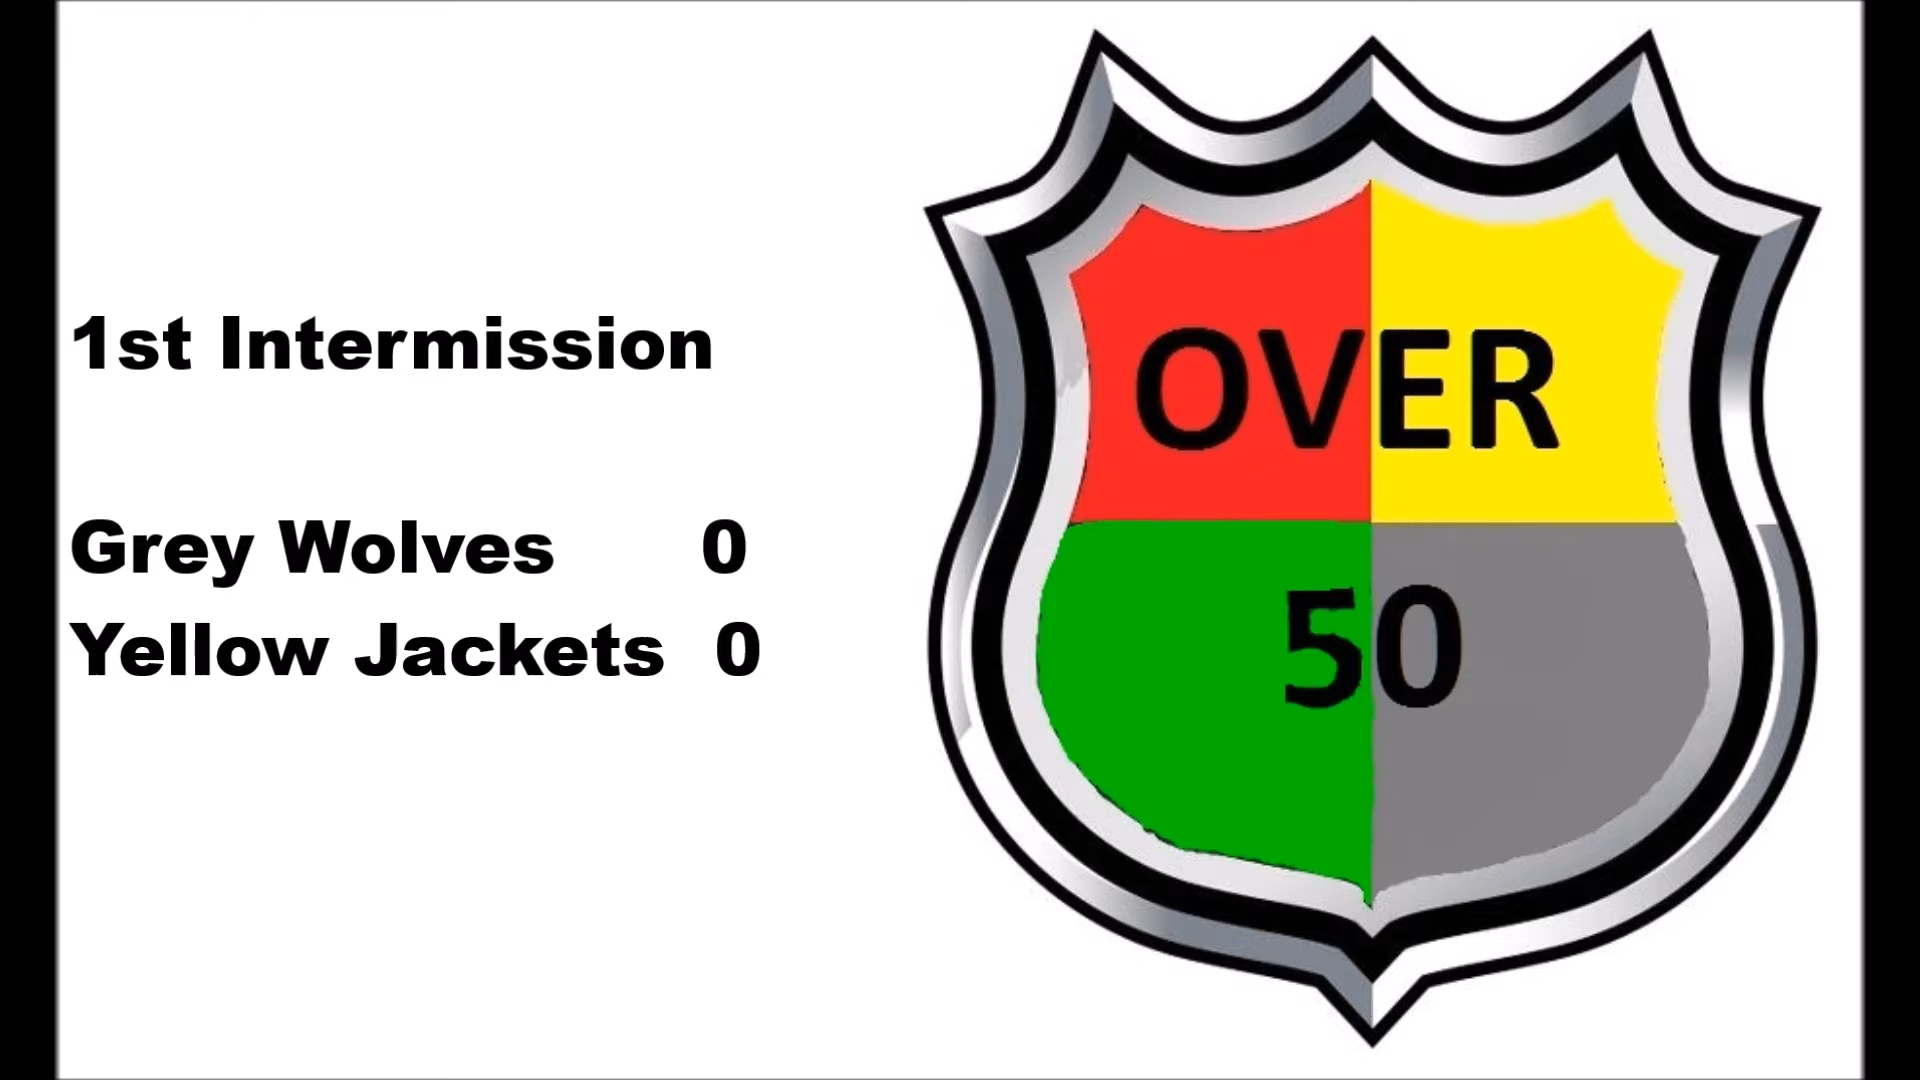 1st Intermission
Grey Wolves 0
Yellow Jackets 0
OVER
50